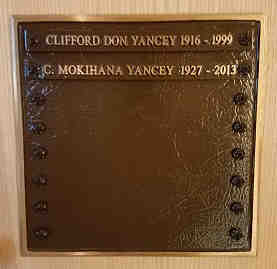 CLIFFORD DON YANCEY 1916 - 1999
C. MOKIHANA YANCEY 1927 - 2013